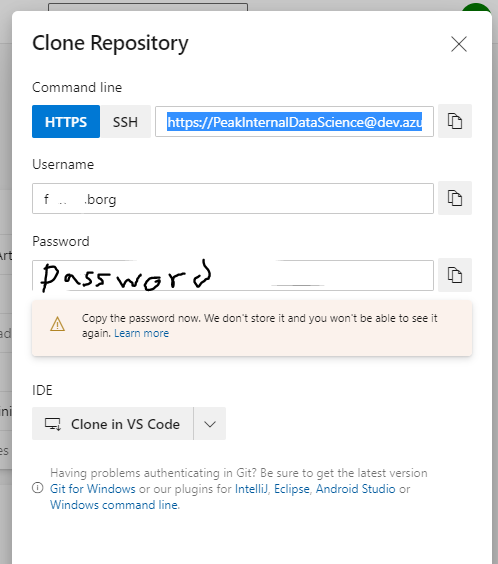 Clone Repository
Command line
HTTPS SSH https://PeakInternalDataScience@dev.azu
Username
f .. .borg
Password
Password
Copy the password now. We don't store it and you won't be able to see it
again. Learn more
IDE
Clone in VS Code
Having problems authenticating in Git? Be sure to get the latest version
Git for Windows or our plugins for IntelliJ, Eclipse, Android Studio or
Windows command line.